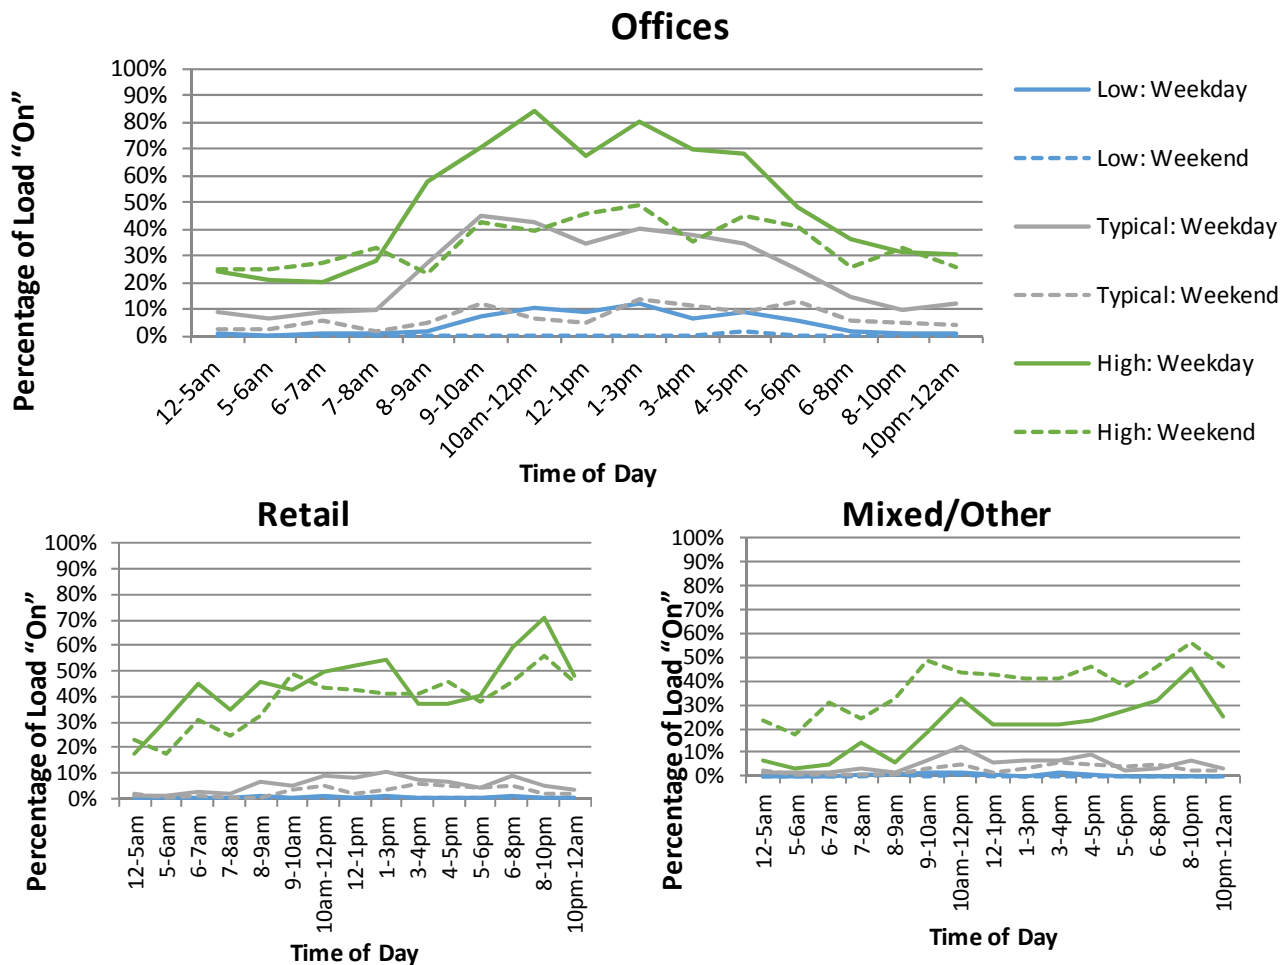 Offices
Percentage of Load “On”
100%
90%
80%
70%
60%
50%
40%
30%
20%
10%
0%
12-5am
5-6am
6-7am
7-8am
8-9am
9-10am
10am-12pm
12-1pm
1-3pm
3-4pm
4-5pm
5-6pm
6-8pm
8-10pm
10pm-12am
Time of Day
Low: Weekday
Low: Weekend
Typical: Weekday
Typical: Weekend
High: Weekday
High: Weekend
Retail
Percentage of Load “On”
100%
90%
80%
70%
60%
50%
40%
30%
20%
10%
0%
12-5am
5-6am
6-7am
7-8am
8-9am
9-10am
10am-12pm
12-1pm
1-3pm
3-4pm
4-5pm
5-6pm
6-8pm
8-10pm
10pm-12am
Time of Day
Mixed/Other
Percentage of Load “On”
100%
90%
80%
70%
60%
50%
40%
30%
20%
10%
0%
12-5am
5-6am
6-7am
7-8am
8-9am
9-10am
10am-12pm
12-1pm
1-3pm
3-4pm
4-5pm
5-6pm
6-8pm
8-10pm
10pm-12am
Time of Day